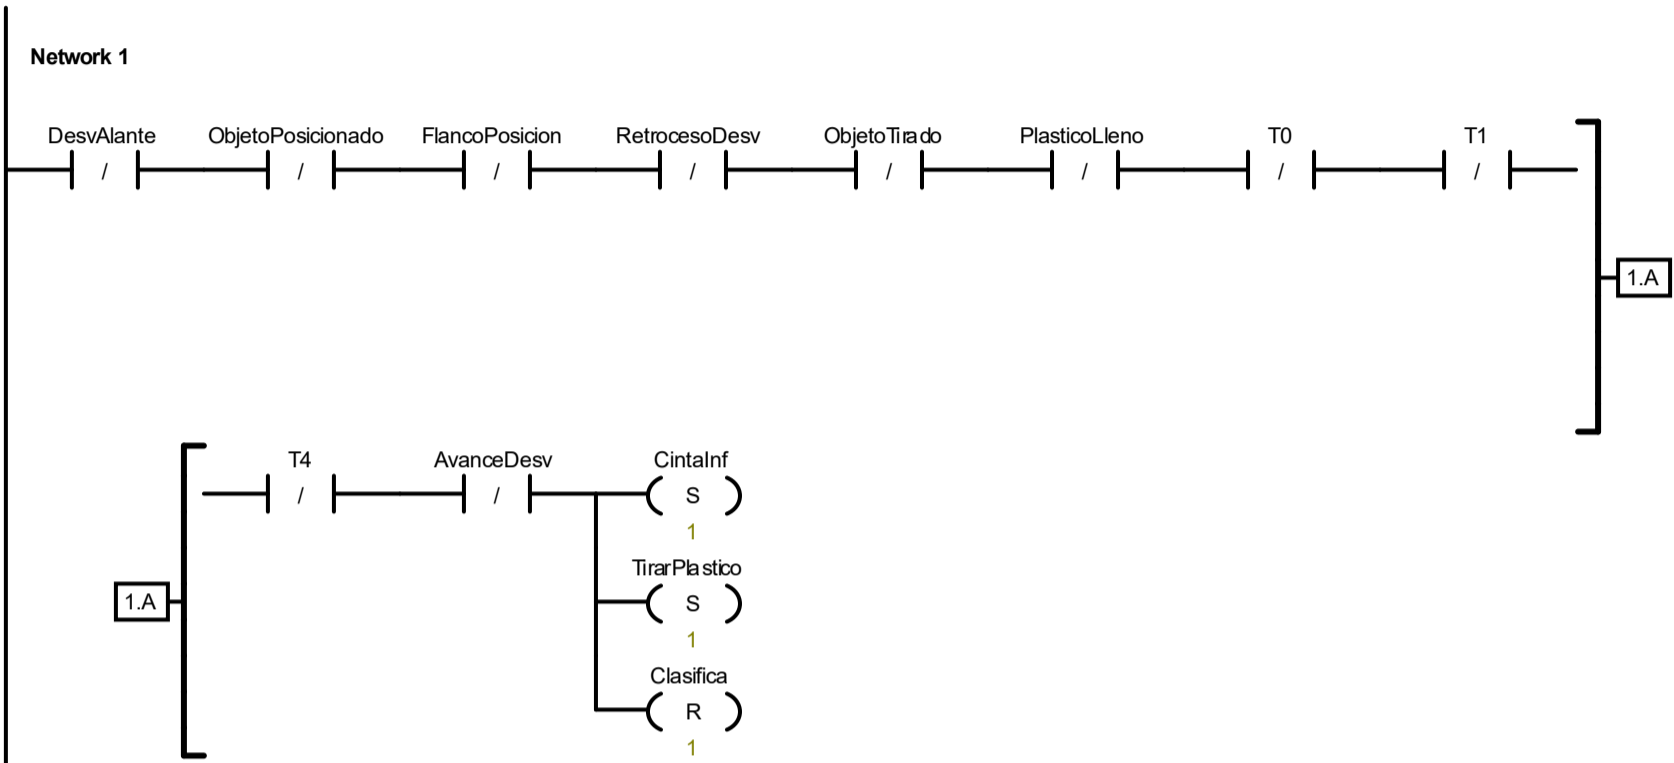 Network 1
DesvAlante ObjetoPosicionado FlancoPosicion RetrocesoDesv ObjetoTirado PlasticoLleno T0 T1
/ / / / / / / /
1.A
T4 AvanceDesv CintaInf
/ / S
1
TirarPlastico
1.A S
1
Clasifica
R
1